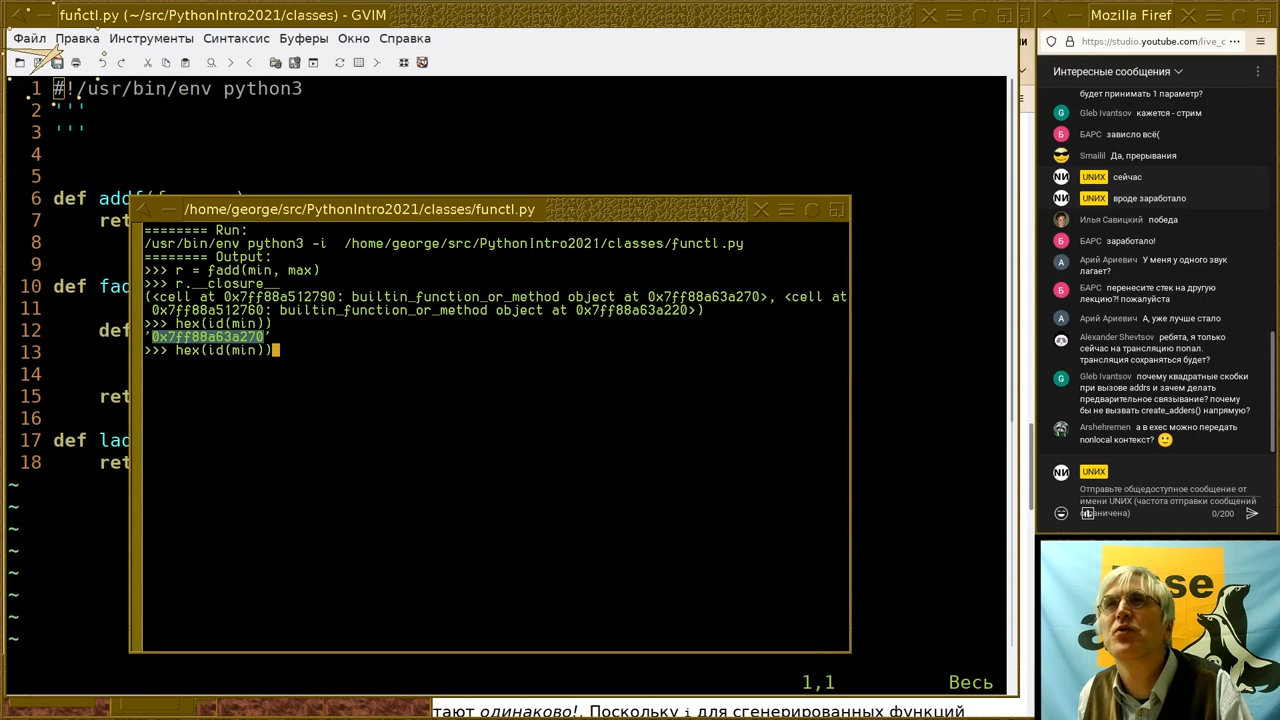 functl.py (~/src/PythonIntro2021/classes) - GVIM
Файл Правка Инструменты Синтаксис Буферы Окно Справка
1 #!/usr/bin/env python3
2 '''
3 '''
4
5
6 def addf(
7 ret
8
9
10 def fad
11
12 def
13
14
15 ret
16
17 def lad
18 ret
~
~
~
~
~
~
~
~
1,1 Весь
/home/george/src/PythonIntro2021/classes/functl.py
======== Run:
/usr/bin/env python3 -i /home/george/src/PythonIntro2021/classes/functl.py
======== Output:
>>> r = fadd(min, max)
>>> r.__closure__
(<cell at 0x7ff88a512790: builtin_function_or_method object at 0x7ff88a63a270>, <cell at
0x7ff88a512760: builtin_function_or_method object at 0x7ff88a63a220>)
>>> hex(id(min))
'0x7ff88a63a270'
>>> hex(id(min))
тают одинаково!. Поскольку i для сгенерированных функций
Mozilla Firef
https://studio.youtube.com/live_c
Интересные сообщения
будет принимать 1 параметр?
G Gleb Ivantsov кажется - стрим
Б БАРС зависло всё(
Smailil Да, прерывания
UNИX сейчас
UNИX вроде заработало
Илья Савицкий победа
Б БАРС заработало!
А Арий Ариевич У меня у одного звук
лагает?
Б БАРС перенесите стек на другую
лекцию?! пожалуйста
А Арий Ариевич А, уже лучше стало
Alexander Shevtsov ребята, я только
сейчас на трансляцию попал.
трансляция сохраняться будет?
G Gleb Ivantsov почему квадратные скобки
при вызове addrs и зачем делать
предварительное связывание? почему
бы не вызвать create_adders() напрямую?
Arshehremen а в exec можно передать
nonlocal контекст?
UNИX
Отправьте общедоступное сообщение от
имени UNИX (частота отправки сообщений
ограничена)
0/200